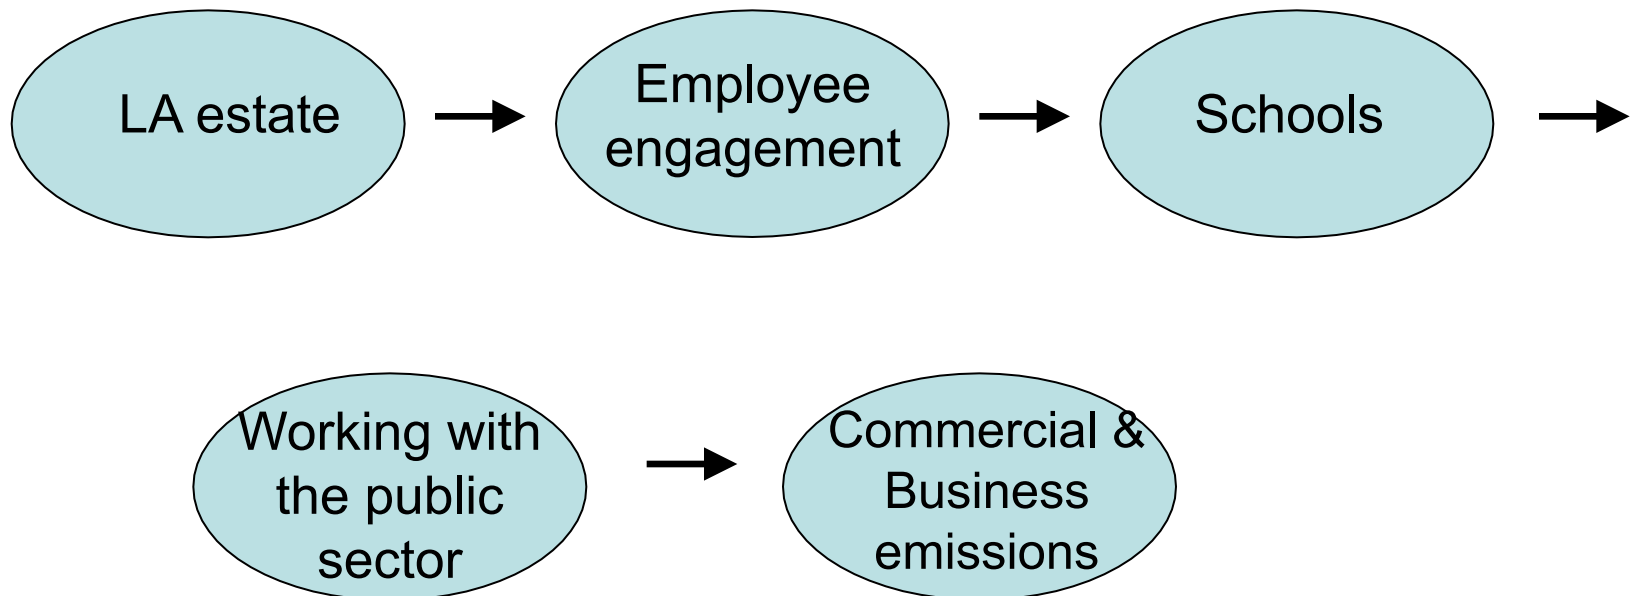 LA estate
Employee
engagement
Schools
Working with
the public
sector
Commercial &
Business
emissions